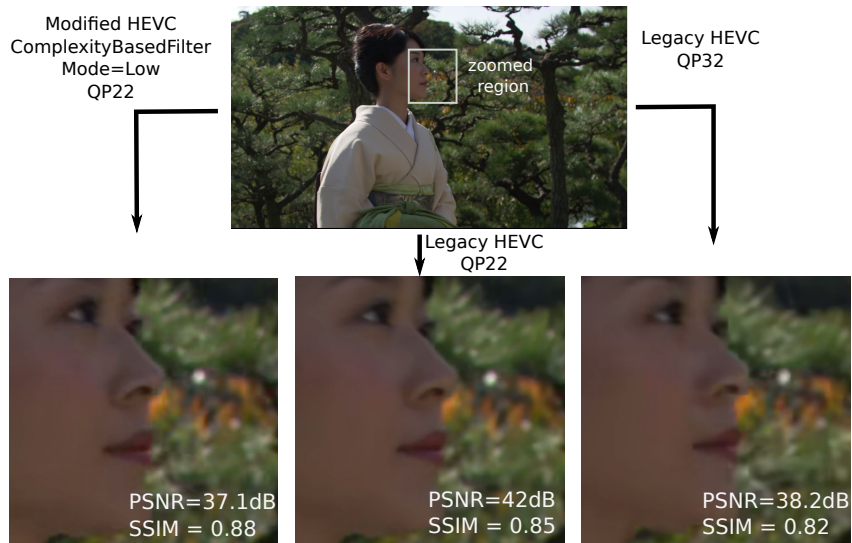 Modified HEVC
ComplexityBasedFilter
Mode=Low
QP22
zoomed
region
Legacy HEVC
QP32
Legacy HEVC
QP22
PSNR=37.1dB
SSIM = 0.88
PSNR=42dB
SSIM = 0.85
PSNR=38.2dB
SSIM = 0.82